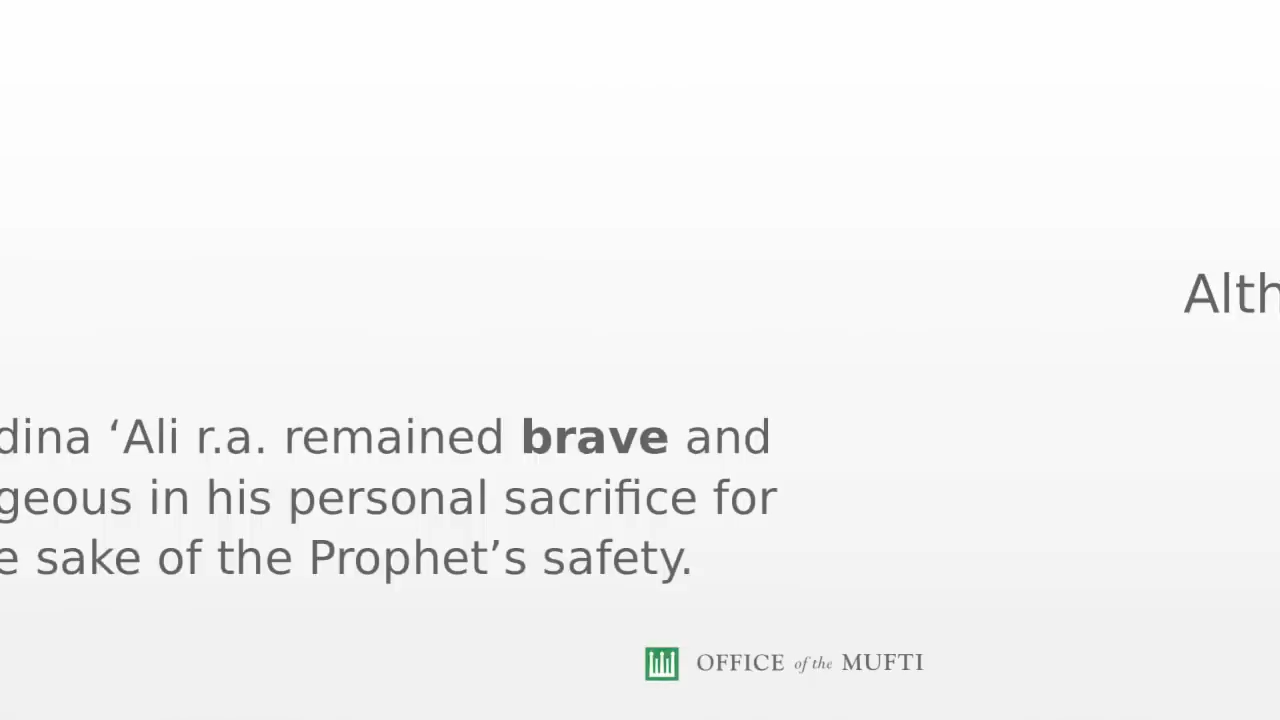 Alth
dina ‘Ali r.a. remained brave and
geous in his personal sacrifice for
e sake of the Prophet’s safety.
OFFICE of the MUFTI